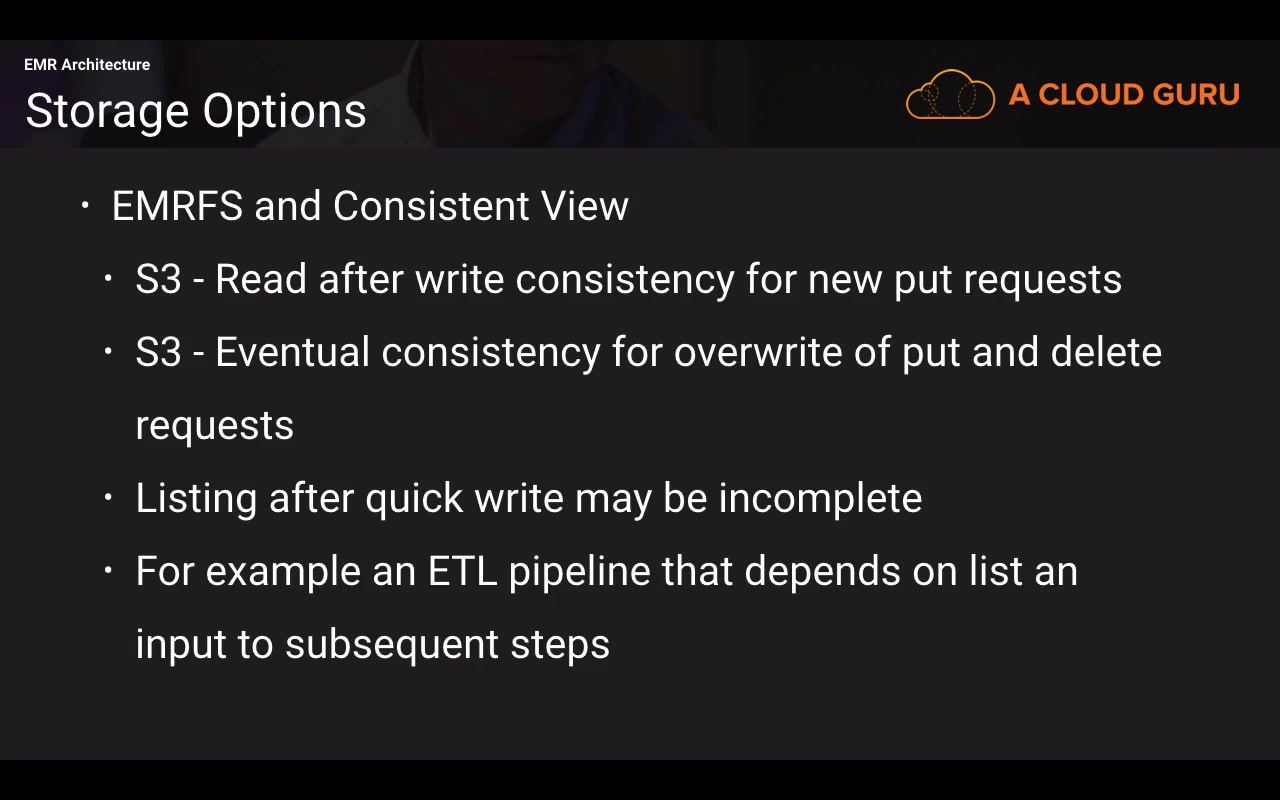 EMR Architecture
Storage Options
A CLOUD GURU
• EMRFS and Consistent View
• S3 - Read after write consistency for new put requests
• S3 - Eventual consistency for overwrite of put and delete
requests
• Listing after quick write may be incomplete
• For example an ETL pipeline that depends on list an
input to subsequent steps